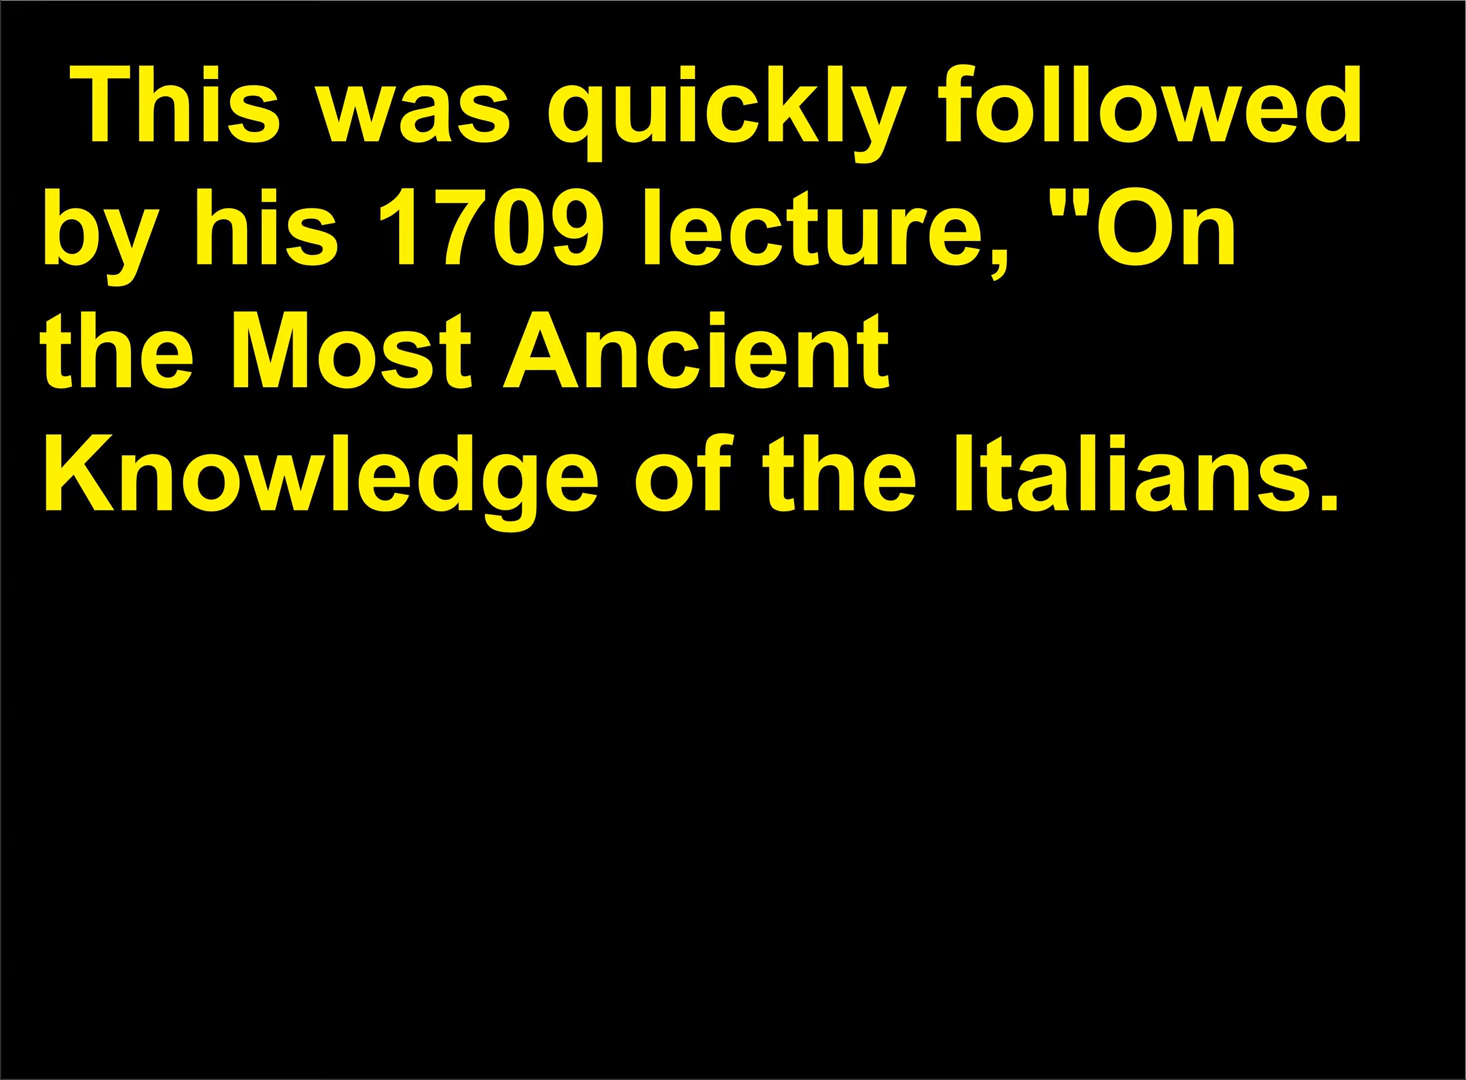 This was quickly followed
by his 1709 lecture, "On
the Most Ancient
Knowledge of the Italians.